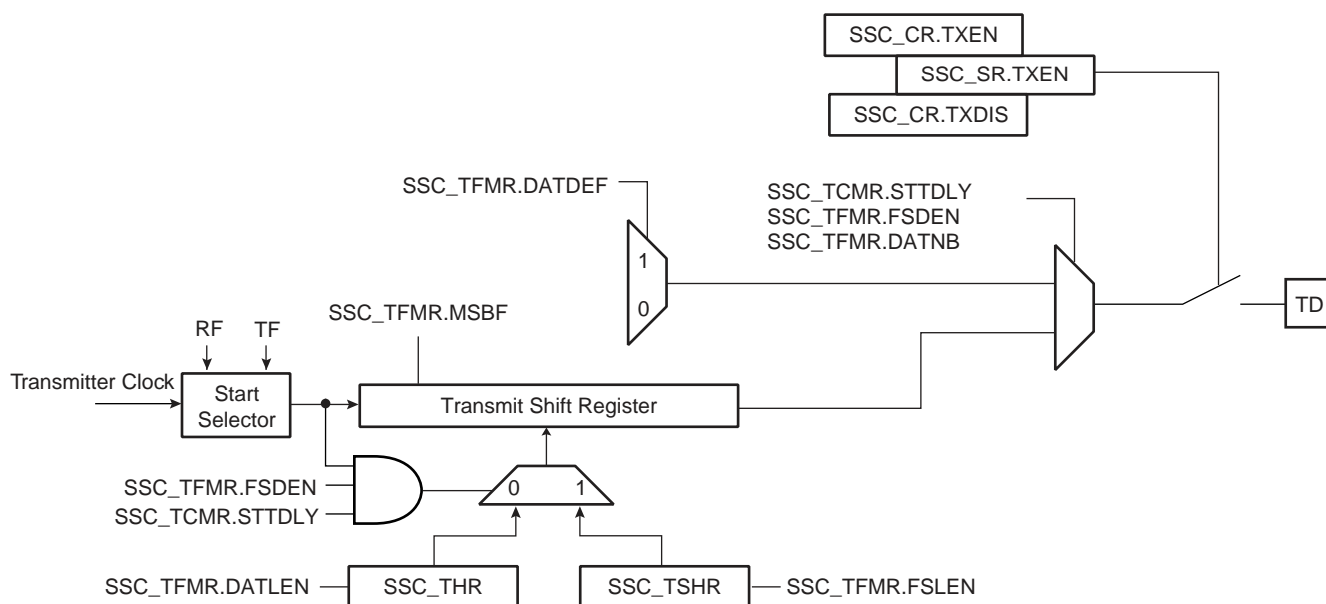 SSC_CR.TXEN
SSC_SR.TXEN
SSC_CR.TXDIS
SSC_TFMR.DATDEF
SSC_TCMR.STTDLY
SSC_TFMR.FSDEN
SSC_TFMR.DATNB
1
0
TD
SSC_TFMR.MSBF
RF
TF
Transmitter Clock
Start
Selector
Transmit Shift Register
SSC_TFMR.FSDEN
SSC_TCMR.STTDLY
0
1
SSC_TFMR.DATLEN
SSC_THR
SSC_TSHR
SSC_TFMR.FSLEN